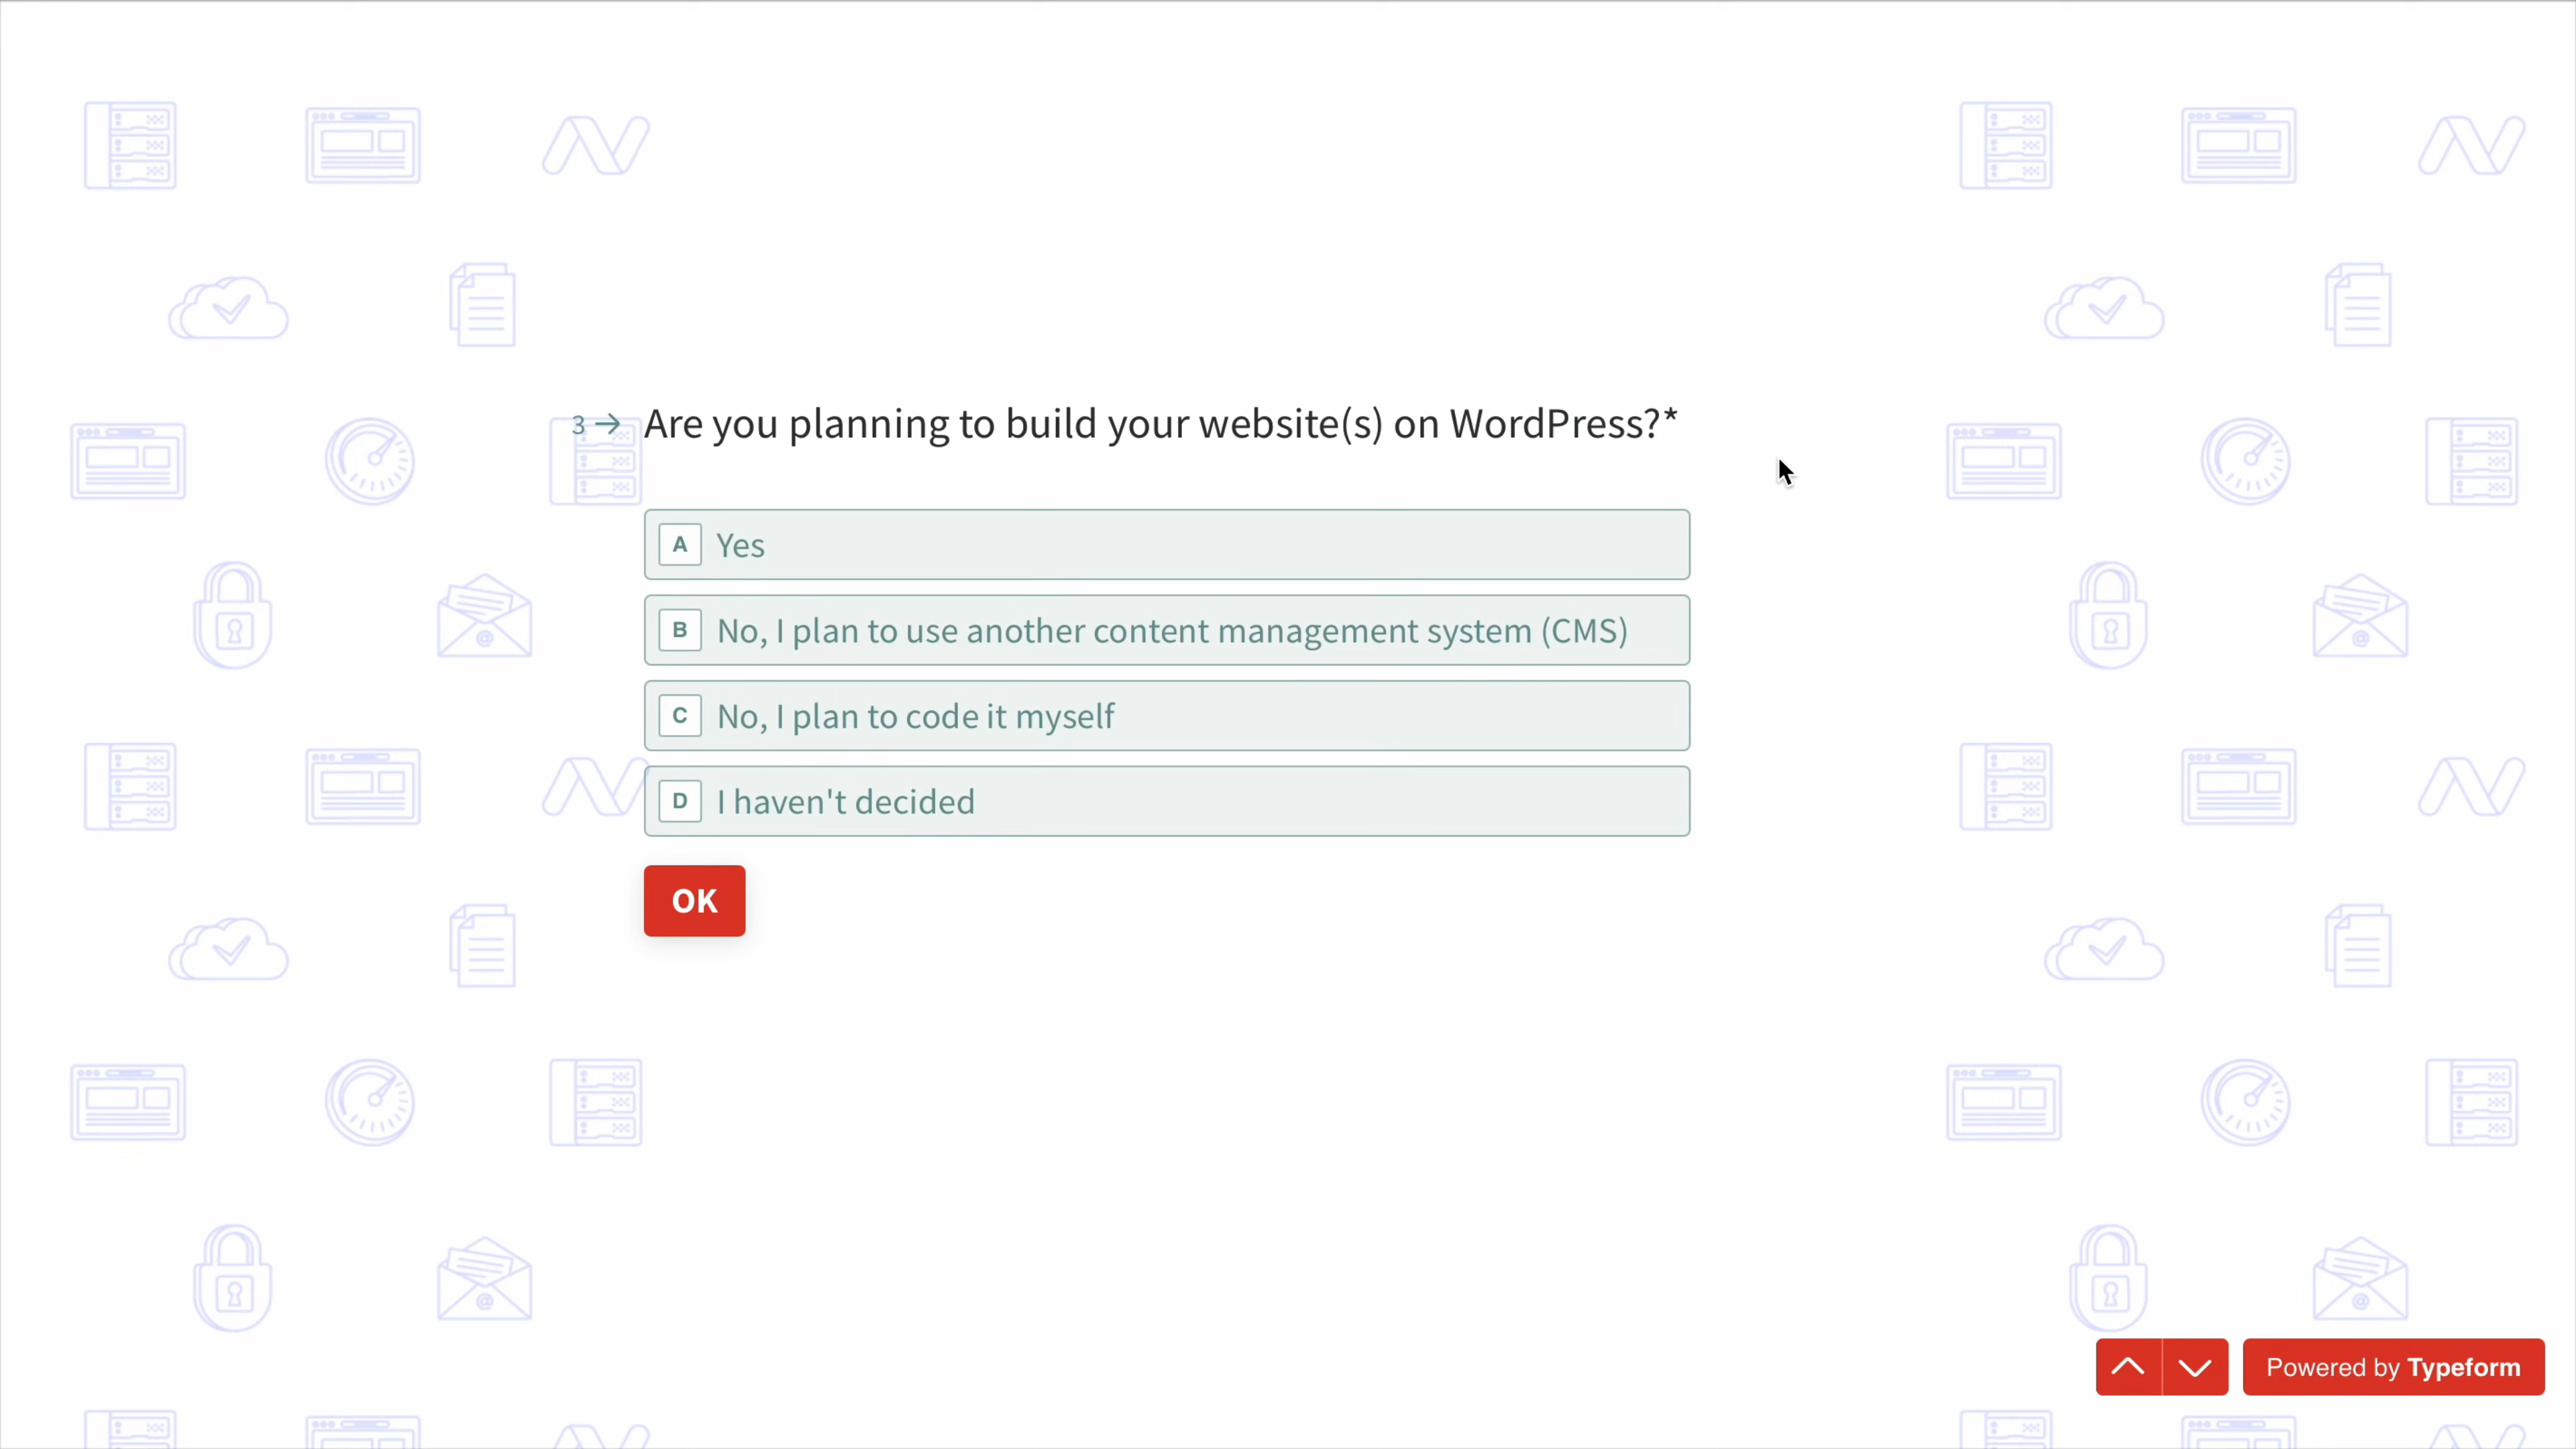 3 → Are you planning to build your website(s) on WordPress?*
A Yes
B No, I plan to use another content management system (CMS)
C No, I plan to code it myself
D I haven't decided
OK
Powered by Typeform